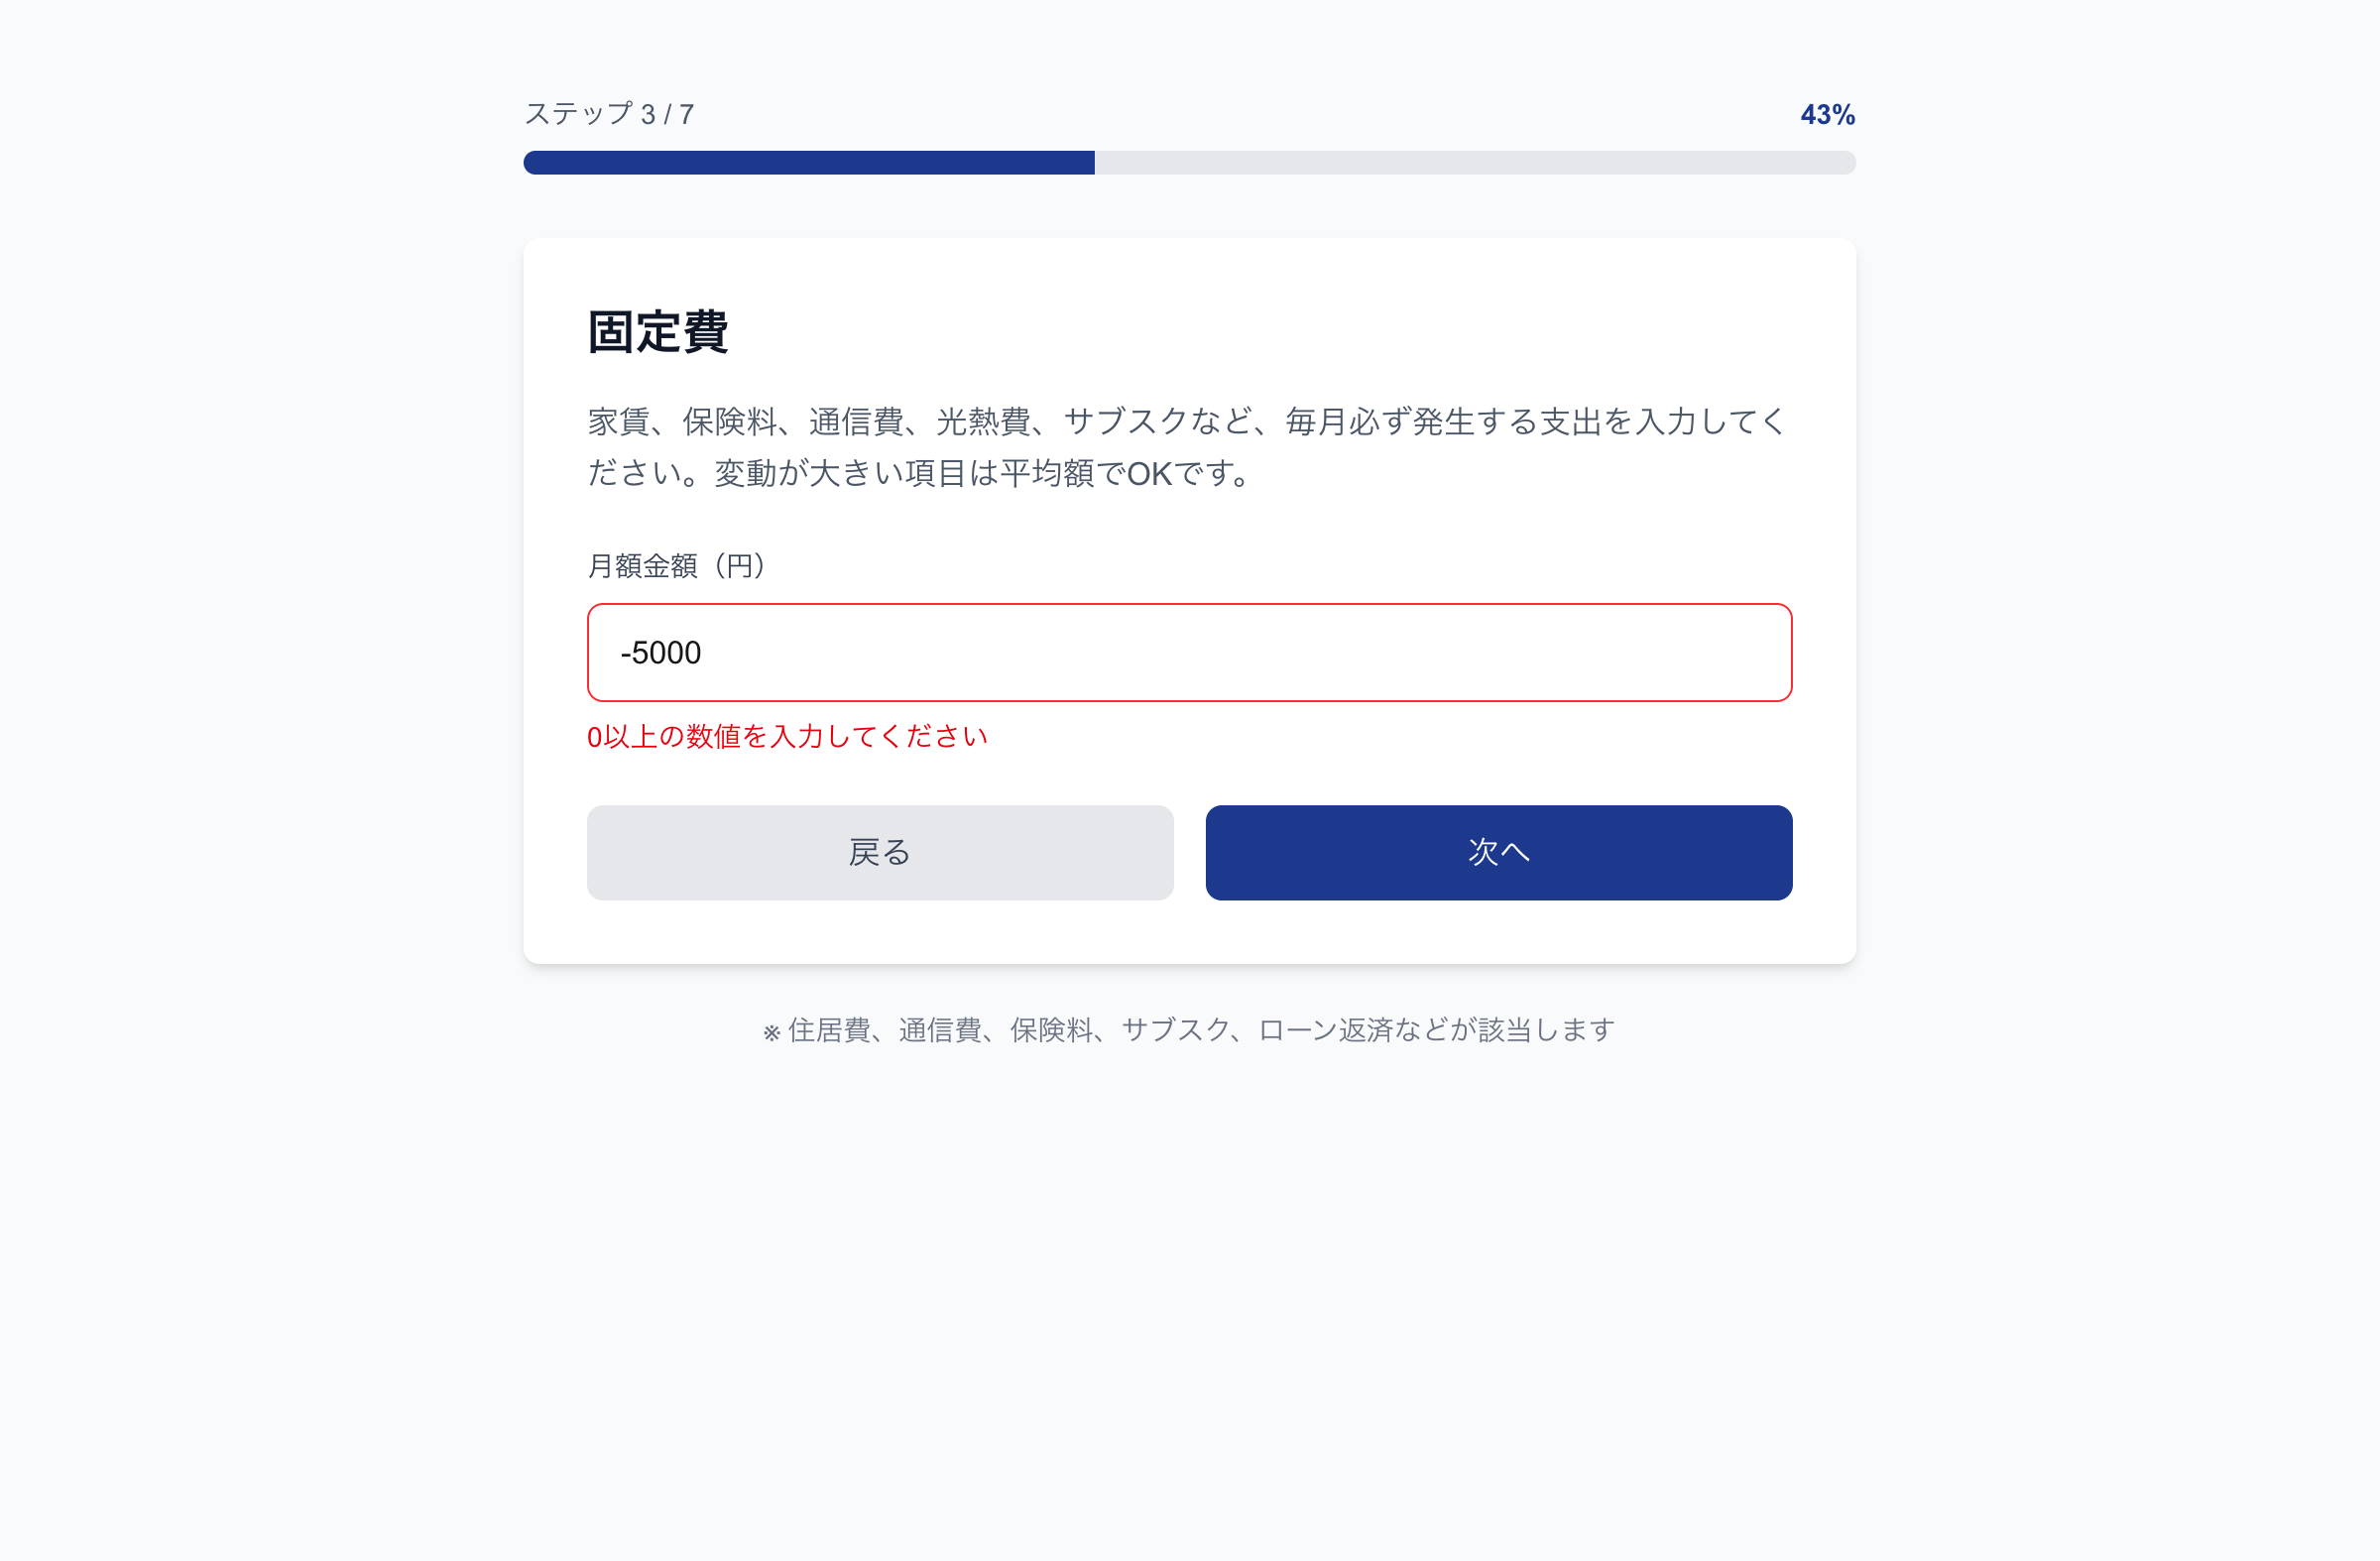 ステップ 3 / 7
43%
固定費
家賃、保険料、通信費、光熱費、サブスクなど、毎月必ず発生する支出を入力してく
ださい。変動が大きい項目は平均額でOKです。
月額金額（円）
-5000
0以上の数値を入力してください
戻る
次へ
※ 住居費、通信費、保険料、サブスク、ローン返済などが該当します